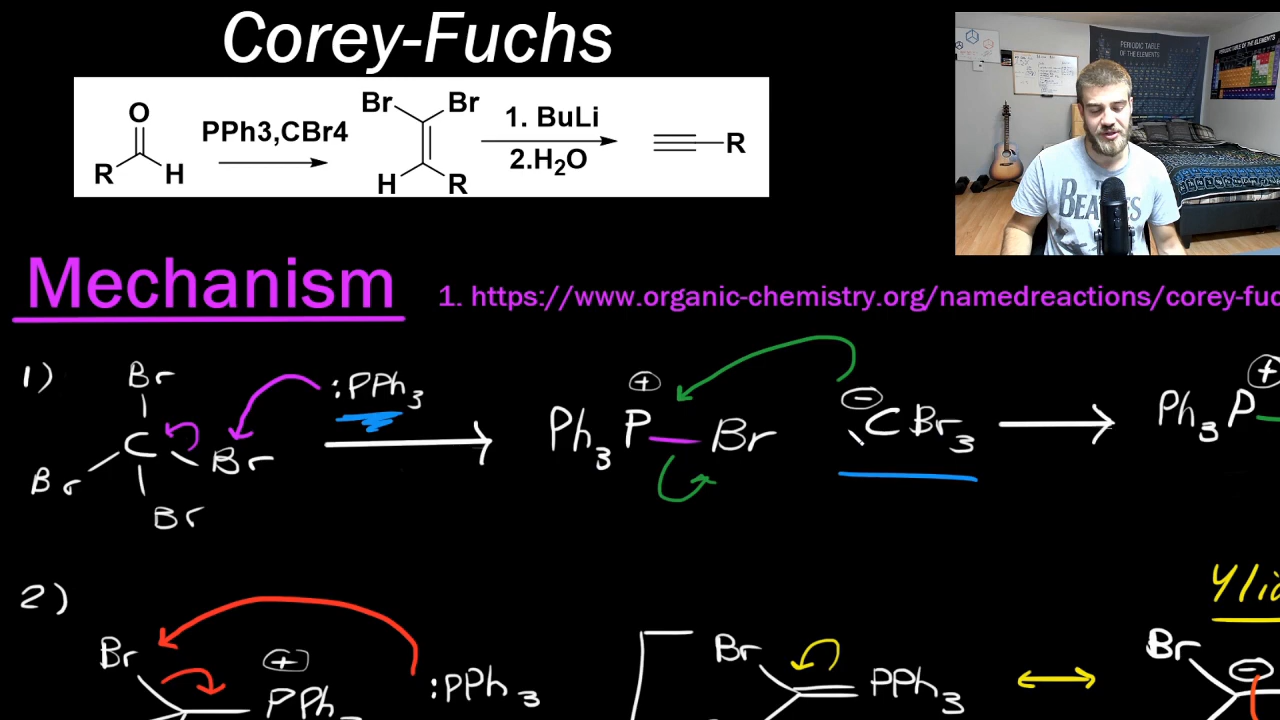 Corey-Fuchs
PERIODIC TABLE
OF THE ELEMENTS
O
R H
PPh3,CBr4
Br Br
H R
1. BuLi
2.H₂O
R
BEATLES
Mechanism
1. https://www.organic-chemistry.org/namedreactions/corey-fuc
1)
Br
C
Br
Br
Br
:PPh₃
⊕
Ph₃P—Br
⊖
:CBr₃
⊕
Ph₃P
2)
Br
⊕
PPh₃
:PPh₃
Br
PPh₃
Yli
Br
⊖